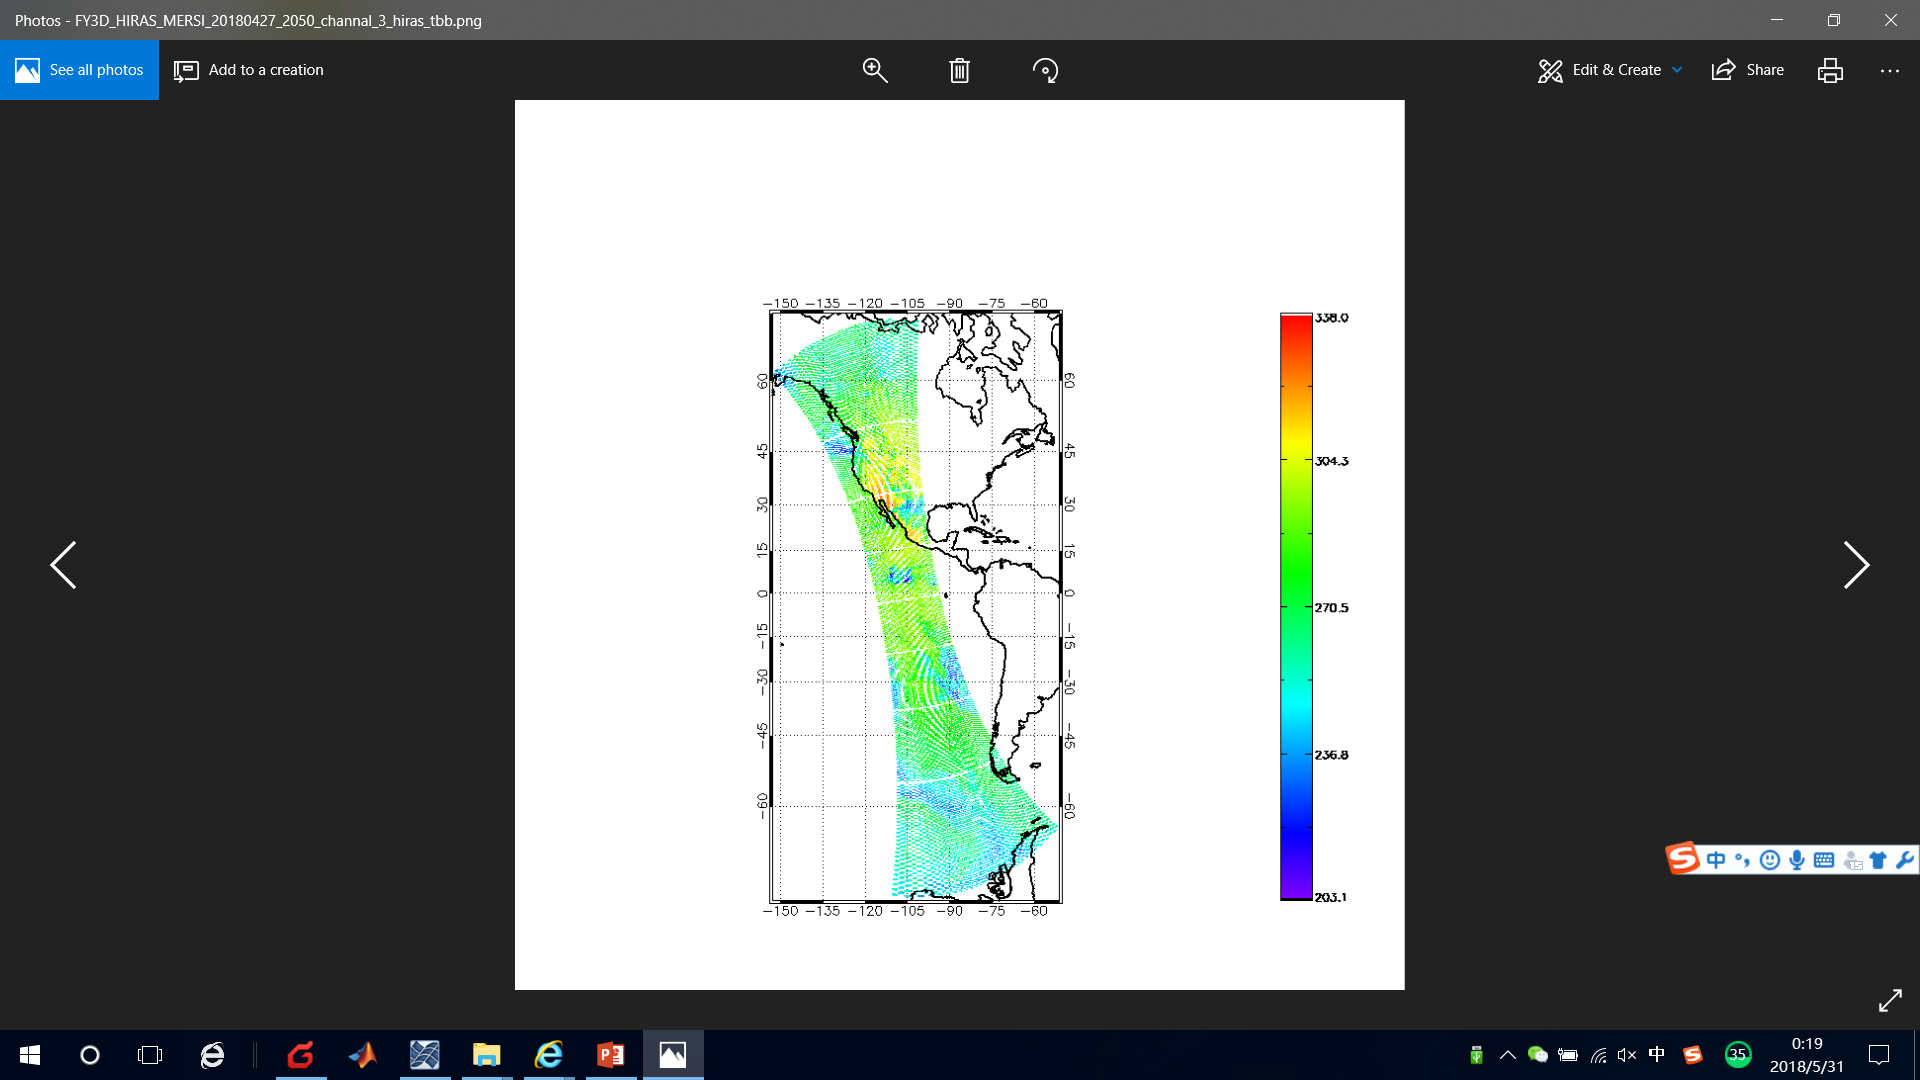 Photos - FY3D_HIRAS_MERSI_20180427_2050_channal_3_hiras_tbb.png
See all photos
Add to a creation
Edit & Create
Share
-150 -135 -120 -105 -90 -75 -60
60 60
45 45
30 30
15 15
0 0
-15 -15
-30 -30
-45 -45
-60 -60
-150 -135 -120 -105 -90 -75 -60
338.0
304.3
270.5
236.8
203.1
S 中
中 S 35
0:19
2018/5/31